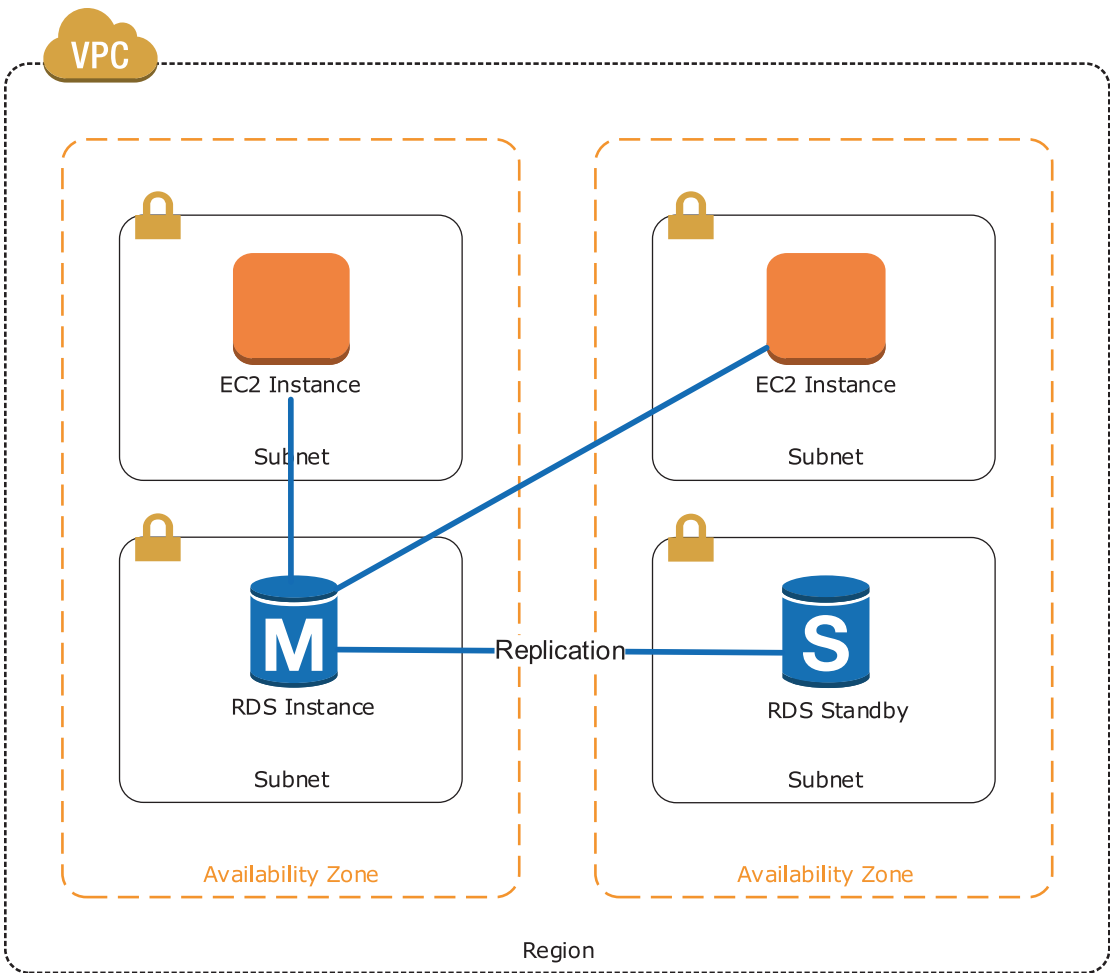 VPC
EC2 Instance
Subnet
EC2 Instance
Subnet
M
RDS Instance
Subnet
Replication
S
RDS Standby
Subnet
Availability Zone
Availability Zone
Region